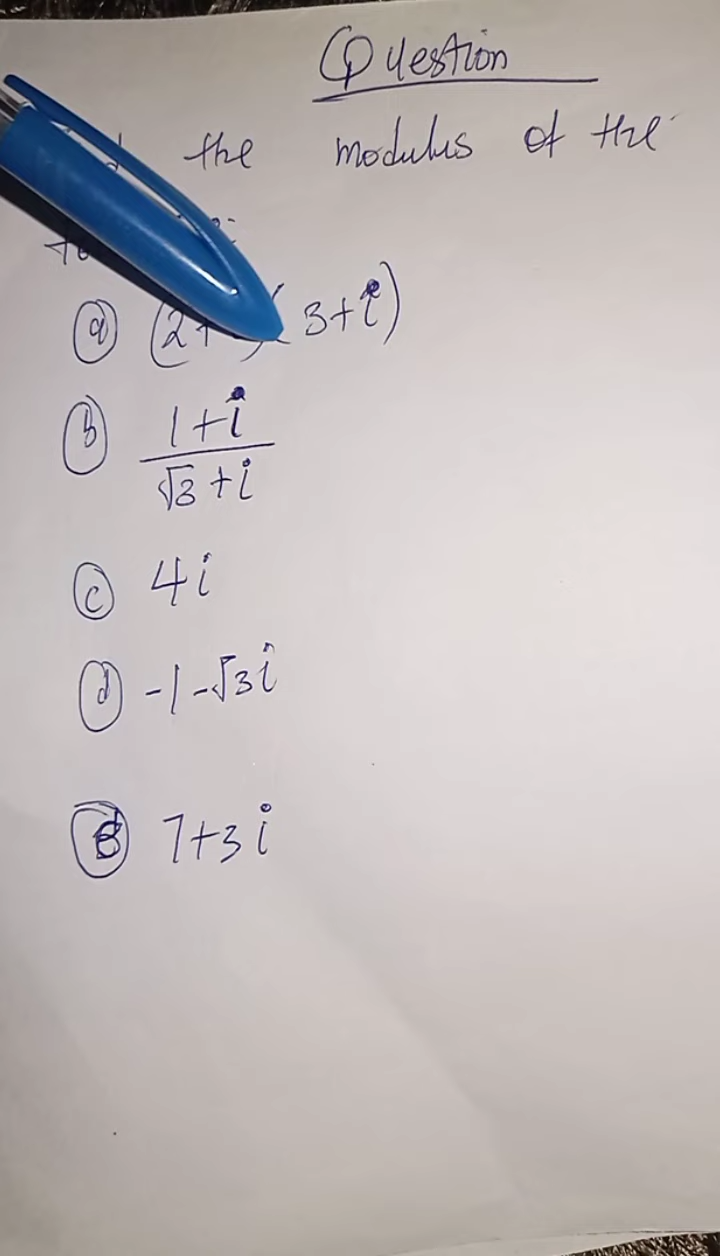 Question
the modulus of the
(a) (2+ (3+i)
(b) 1+i
√3+i
(c) 4i
(d) -1-√3i
7+3i